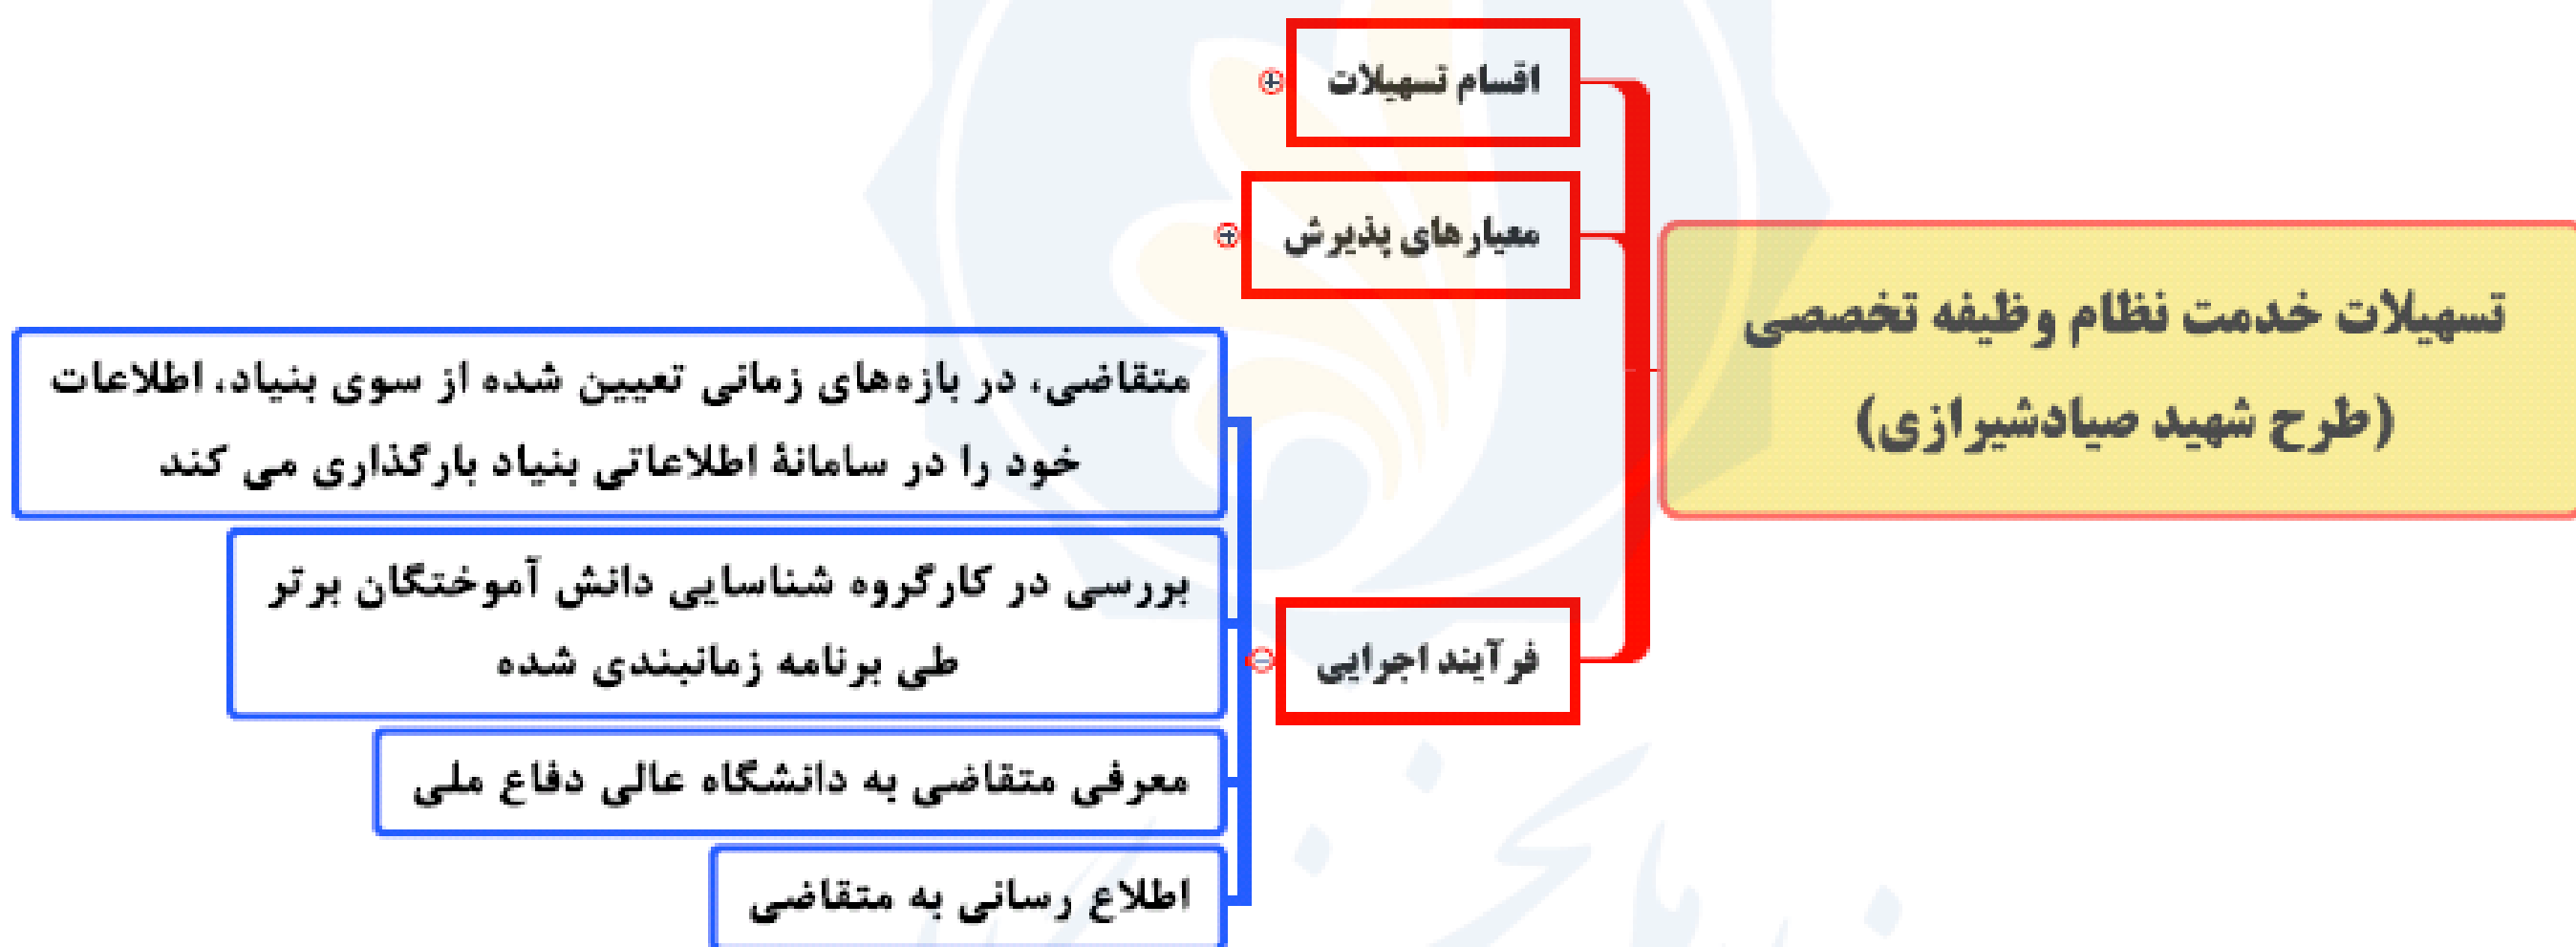 تسهیلات خدمت نظام وظیفه تخصصی
(طرح شهید صیادشیرازی)
اقسام تسهیلات
معیارهای پذیرش
فرآیند اجرایی
متقاضی، در بازه‌های زمانی تعیین شده از سوی بنیاد، اطلاعات
خود را در سامانهٔ اطلاعاتی بنیاد بارگذاری می کند
بررسی در کارگروه شناسایی دانش آموختگان برتر
طی برنامه زمانبندی شده
معرفی متقاضی به دانشگاه عالی دفاع ملی
اطلاع رسانی به متقاضی